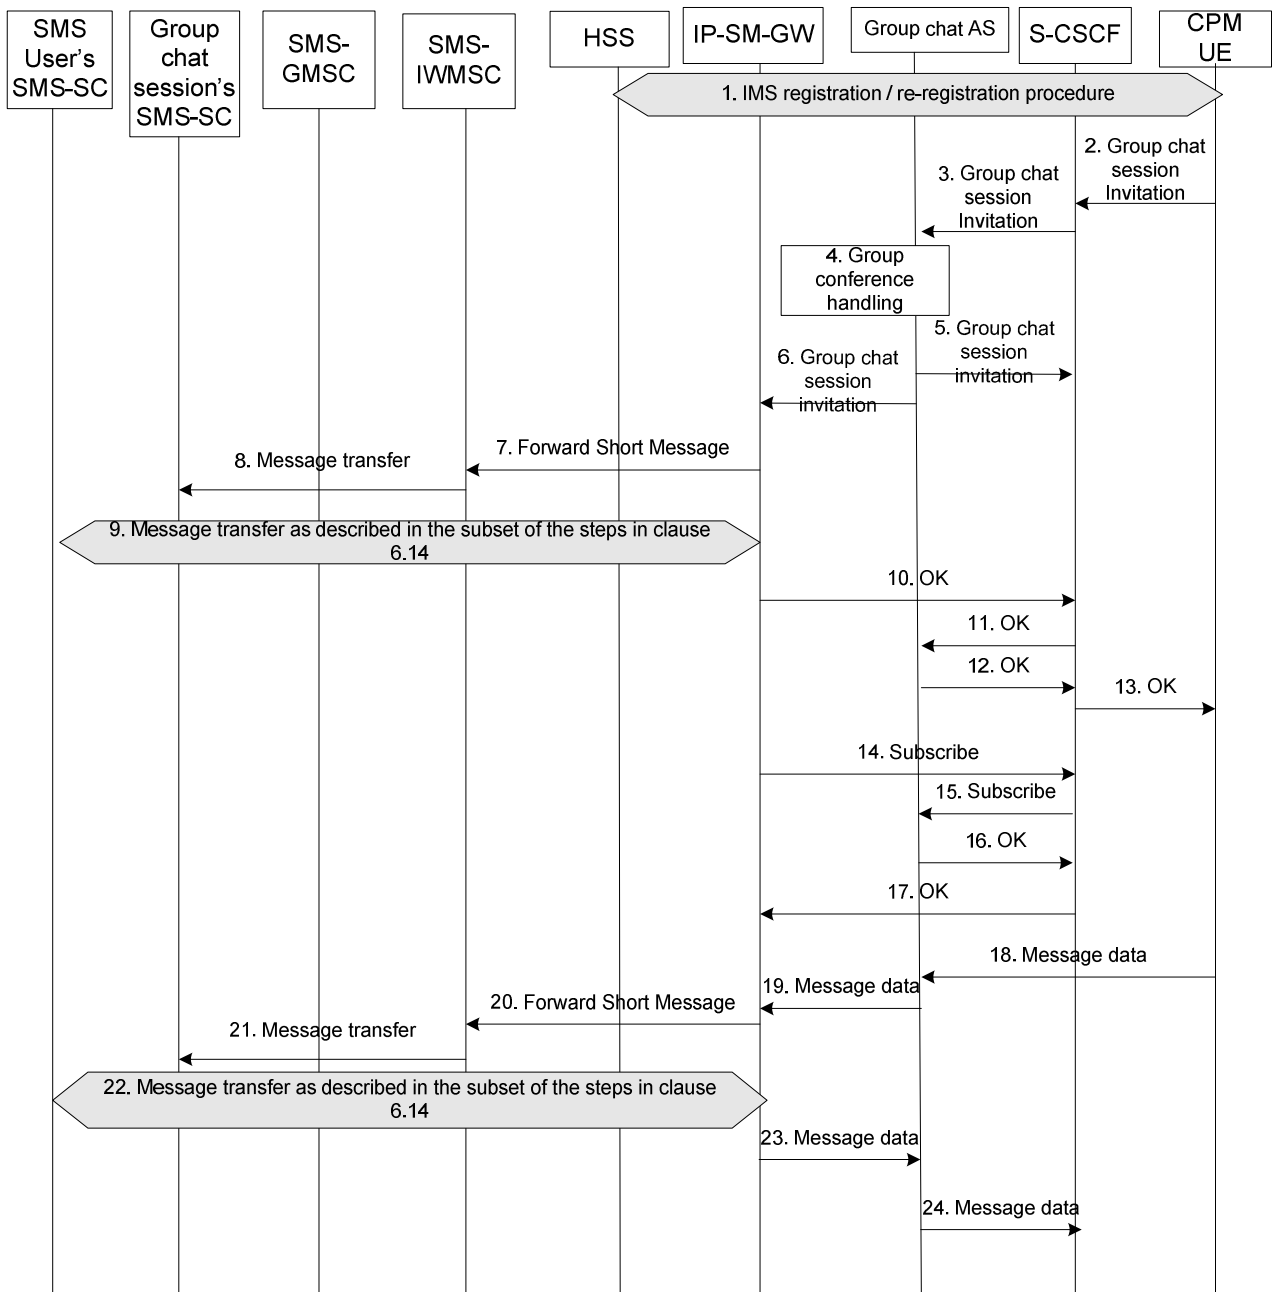 SMS
User's
SMS-SC
Group
chat
session's
SMS-SC
SMS-
GMSC
SMS-
IWMSC
HSS
IP-SM-GW
Group chat AS
S-CSCF
CPM
UE
1. IMS registration / re-registration procedure
2. Group chat
session
Invitation
3. Group chat
session
Invitation
4. Group
conference
handling
5. Group chat
session
invitation
6. Group chat
session
invitation
7. Forward Short Message
8. Message transfer
9. Message transfer as described in the subset of the steps in clause
6.14
10. OK
11. OK
12. OK
13. OK
14. Subscribe
15. Subscribe
16. OK
17. OK
18. Message data
19. Message data
20. Forward Short Message
21. Message transfer
22. Message transfer as described in the subset of the steps in clause
6.14
23. Message data
24. Message data